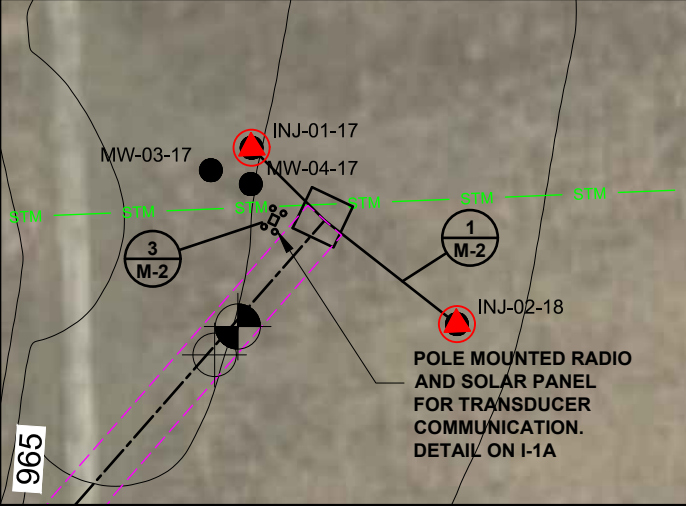 INJ-01-17
MW-03-17
MW-04-17
STM STM STM STM STM STM
3
M-2
1
M-2
INJ-02-18
POLE MOUNTED RADIO
AND SOLAR PANEL
FOR TRANSDUCER
COMMUNICATION.
DETAIL ON I-1A
965